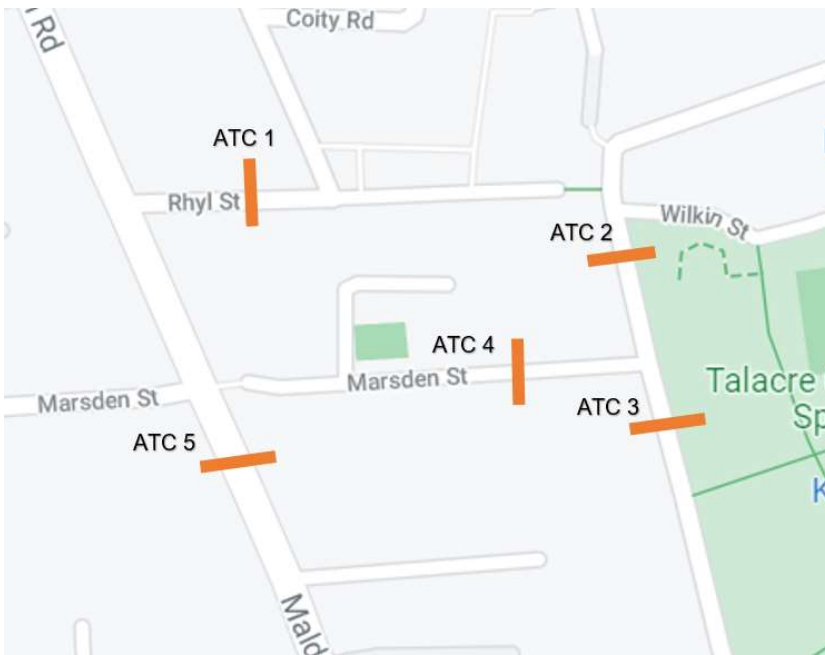 Coity Rd
Rd
ATC 1
Rhyl St
Wilkin St
ATC 2
ATC 4
Marsden St
Talacre
Sp
Marsden St
ATC 3
ATC 5
K
Mald